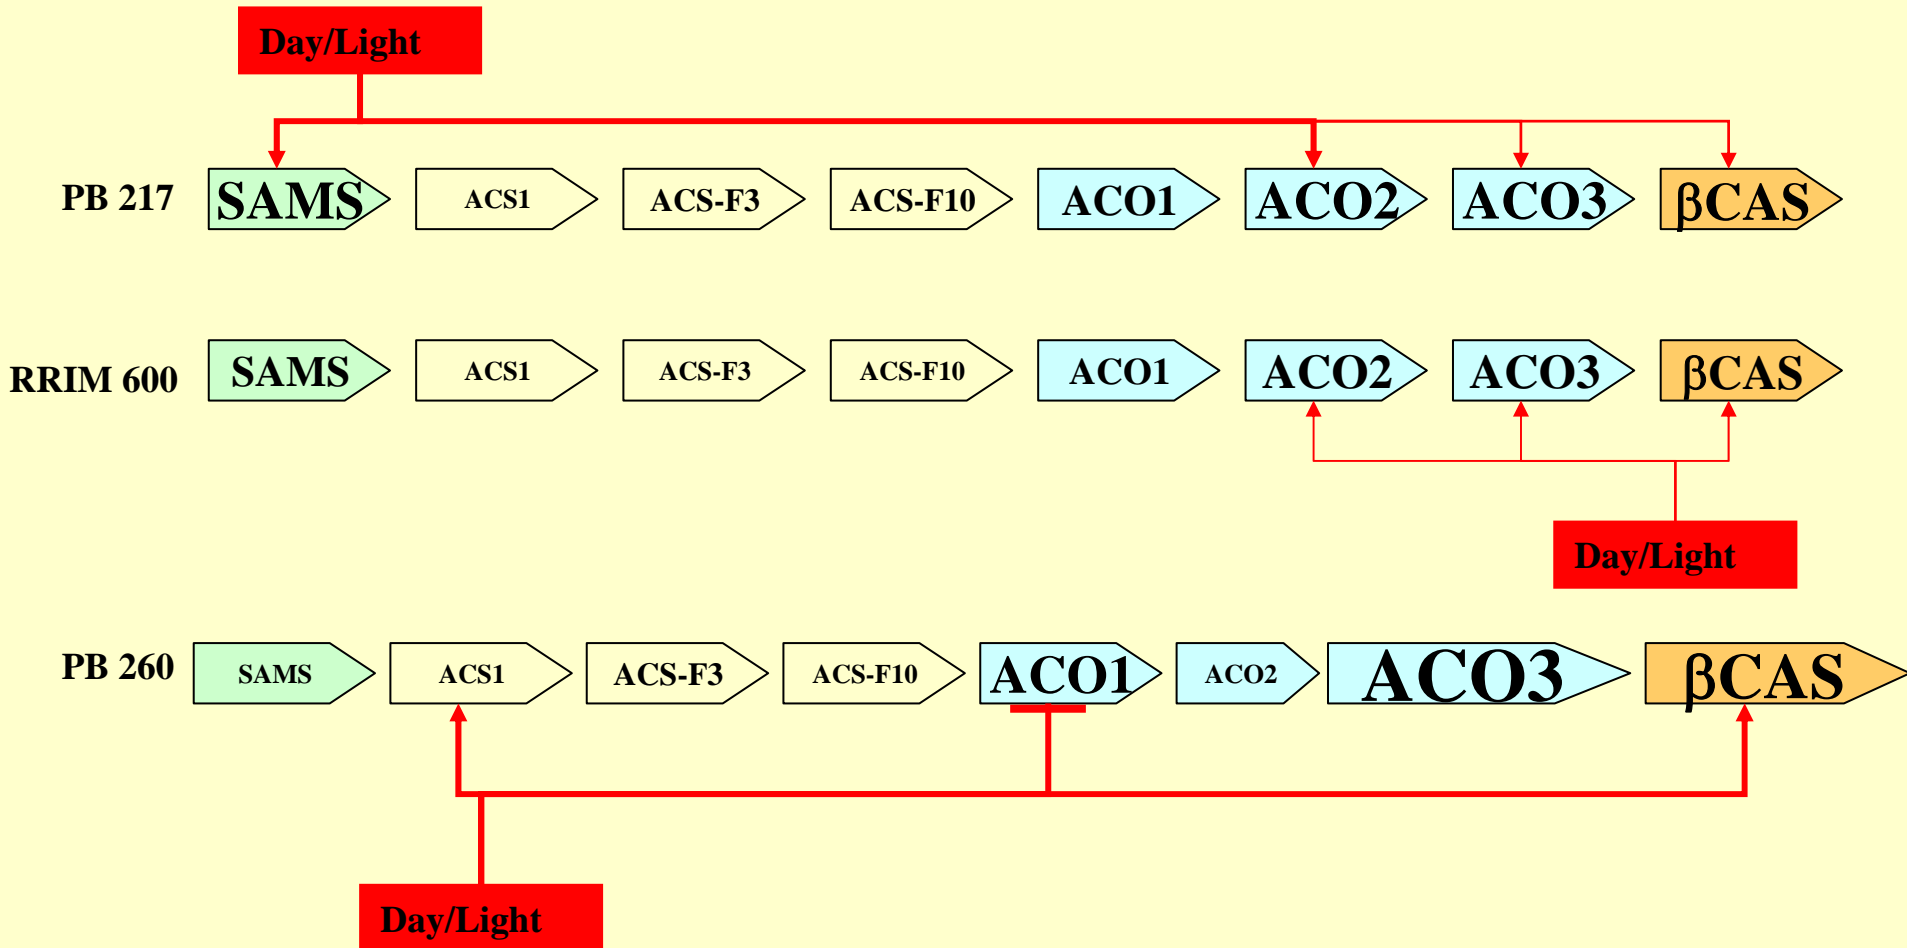 Day/Light
PB 217 SAMS ACS1 ACS-F3 ACS-F10 ACO1 ACO2 ACO3 βCAS
RRIM 600 SAMS ACS1 ACS-F3 ACS-F10 ACO1 ACO2 ACO3 βCAS
Day/Light
PB 260 SAMS ACS1 ACS-F3 ACS-F10 ACO1 ACO2 ACO3 βCAS
Day/Light